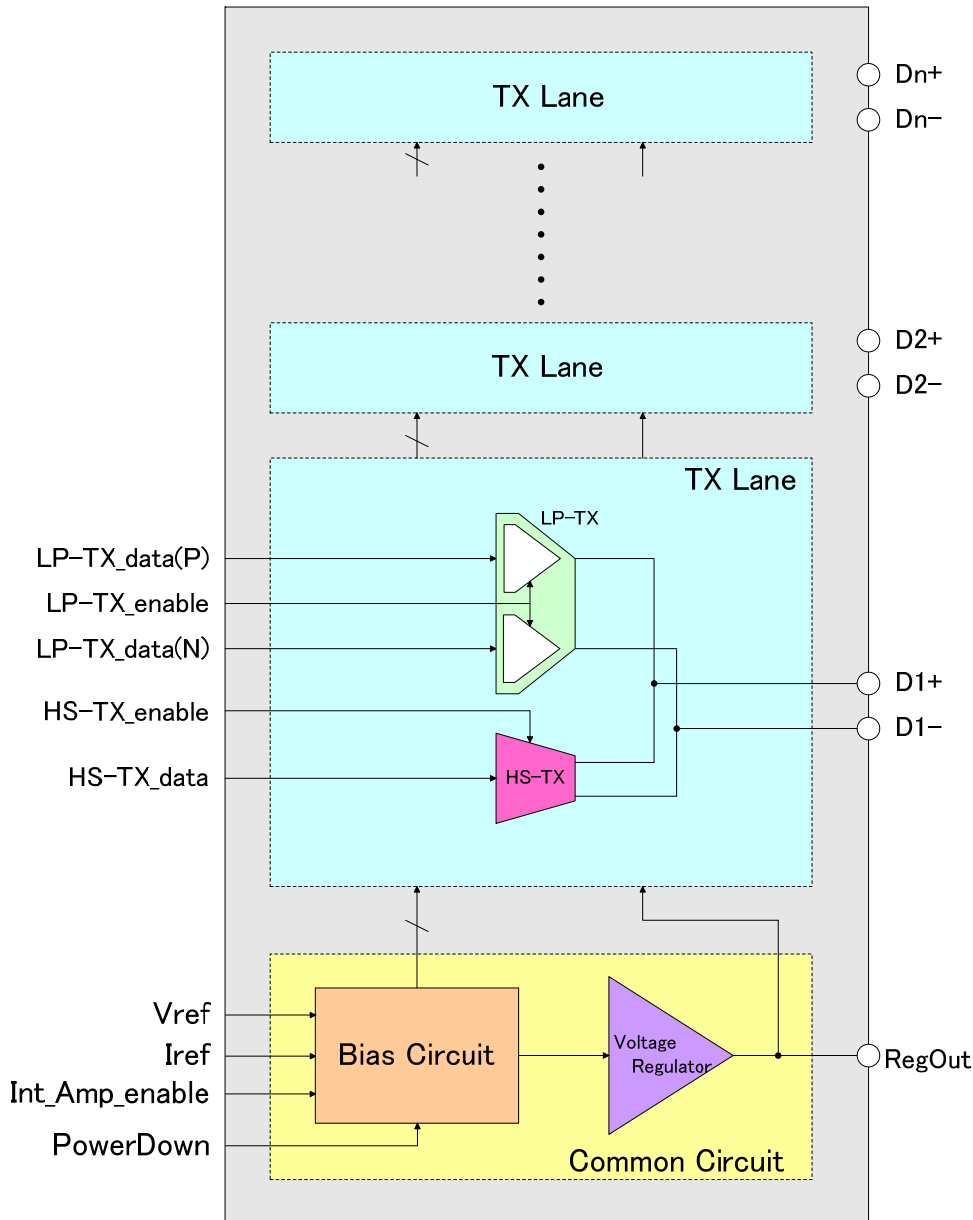 TX Lane
Dn+
Dn-
TX Lane
D2+
D2-
TX Lane
LP-TX
LP-TX_data(P)
LP-TX_enable
LP-TX_data(N)
HS-TX_enable
HS-TX_data
HS-TX
D1+
D1-
Vref
Iref
Int_Amp_enable
PowerDown
Bias Circuit
Voltage
Regulator
RegOut
Common Circuit